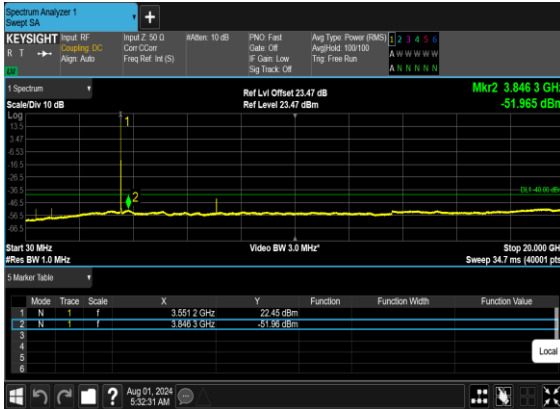 Spectrum Analyzer 1
Swept SA
+
KEYSIGHT Input: RF Input Z: 50 Ω #Atten: 10 dB PNO: Fast Avg Type: Power (RMS) 1 2 3 4 5 6
R T Coupling: DC Corr CCorr Gate: Off Avg|Hold: 100/100 A W W W W W
Align: Auto Freq Ref: Int (S) IF Gain: Low Trig: Free Run
Sig Track: Off A N N N N N
1 Spectrum Ref Lvl Offset 23.47 dB Mkr2 3.846 3 GHz
Scale/Div 10 dB Ref Level 23.47 dBm -51.965 dBm
Log
13.5
3.47
-6.53
-16.5
-26.5
-36.5
-46.5
-56.5
-66.5
1
2
DL1 -40.00 dBm
Start 30 MHz Video BW 3.0 MHz* Stop 20.000 GHz
#Res BW 1.0 MHz Sweep 34.7 ms (40001 pts)
5 Marker Table
Mode Trace Scale X Y Function Function Width Function Value
1 N 1 f 3.551 2 GHz 22.45 dBm
2 N 1 f 3.846 3 GHz -51.96 dBm
3
4
5
6
Local
? Aug 01, 2024
5:32:31 AM